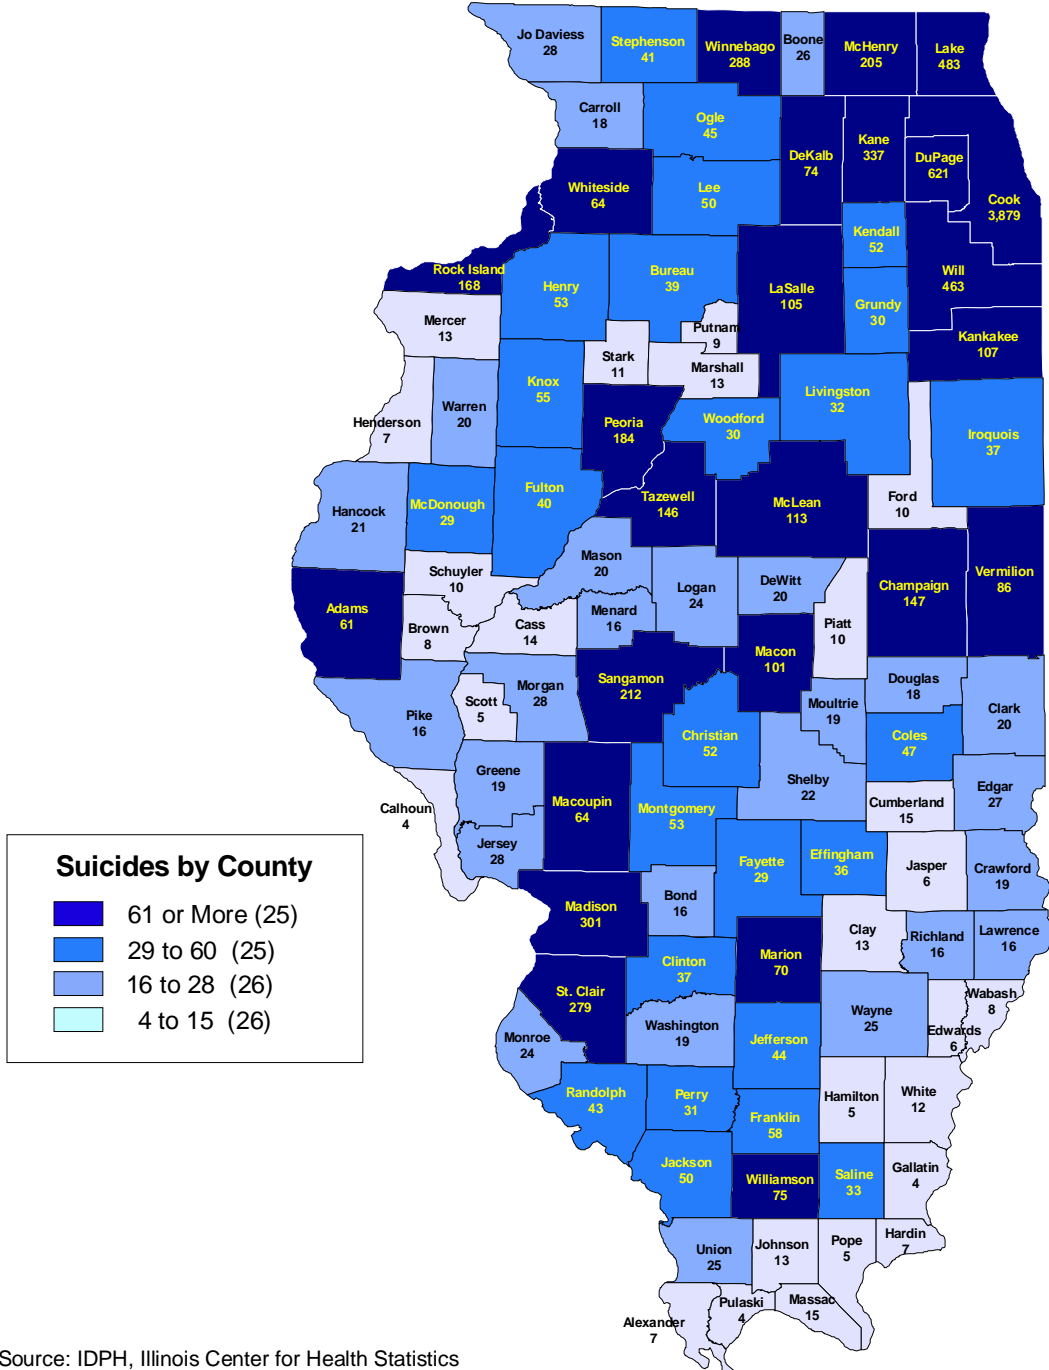 Jo Daviess
28
Stephenson
41
Winnebago
288
Boone
26
McHenry
205
Lake
483
Carroll
18
Ogle
45
DeKalb
74
Kane
337
DuPage
621
Cook
3,879
Whiteside
64
Lee
50
Kendall
52
Rock Island
168
Henry
53
Bureau
39
LaSalle
105
Will
463
Grundy
30
Mercer
13
Putnam
9
Kankakee
107
Stark
11
Marshall
13
Knox
55
Warren
20
Henderson
7
Peoria
184
Woodford
30
Livingston
32
Iroquois
37
Hancock
21
McDonough
29
Fulton
40
Tazewell
146
McLean
113
Ford
10
Schuyler
10
Mason
20
Logan
24
DeWitt
20
Champaign
147
Vermilion
86
Adams
61
Brown
8
Cass
14
Menard
16
Piatt
10
Macon
101
Pike
16
Scott
5
Morgan
28
Sangamon
212
Christian
52
Moultrie
19
Douglas
18
Coles
47
Clark
20
Greene
19
Calhoun
4
Jersey
28
Macoupin
64
Montgomery
53
Shelby
22
Cumberland
15
Edgar
27
Suicides by County
61 or More (25)
29 to 60 (25)
16 to 28 (26)
4 to 15 (26)
Fayette
29
Effingham
36
Jasper
6
Crawford
19
Madison
301
Bond
16
Clay
13
Richland
16
Lawrence
16
Clinton
37
Marion
70
St. Clair
279
Wayne
25
Wabash
8
Edwards
6
Monroe
24
Washington
19
Jefferson
44
Randolph
43
Perry
31
Franklin
58
Hamilton
5
White
12
Jackson
50
Williamson
75
Saline
33
Gallatin
4
Union
25
Johnson
13
Pope
5
Hardin
7
Alexander
7
Pulaski
4
Massac
15
Source: IDPH, Illinois Center for Health Statistics